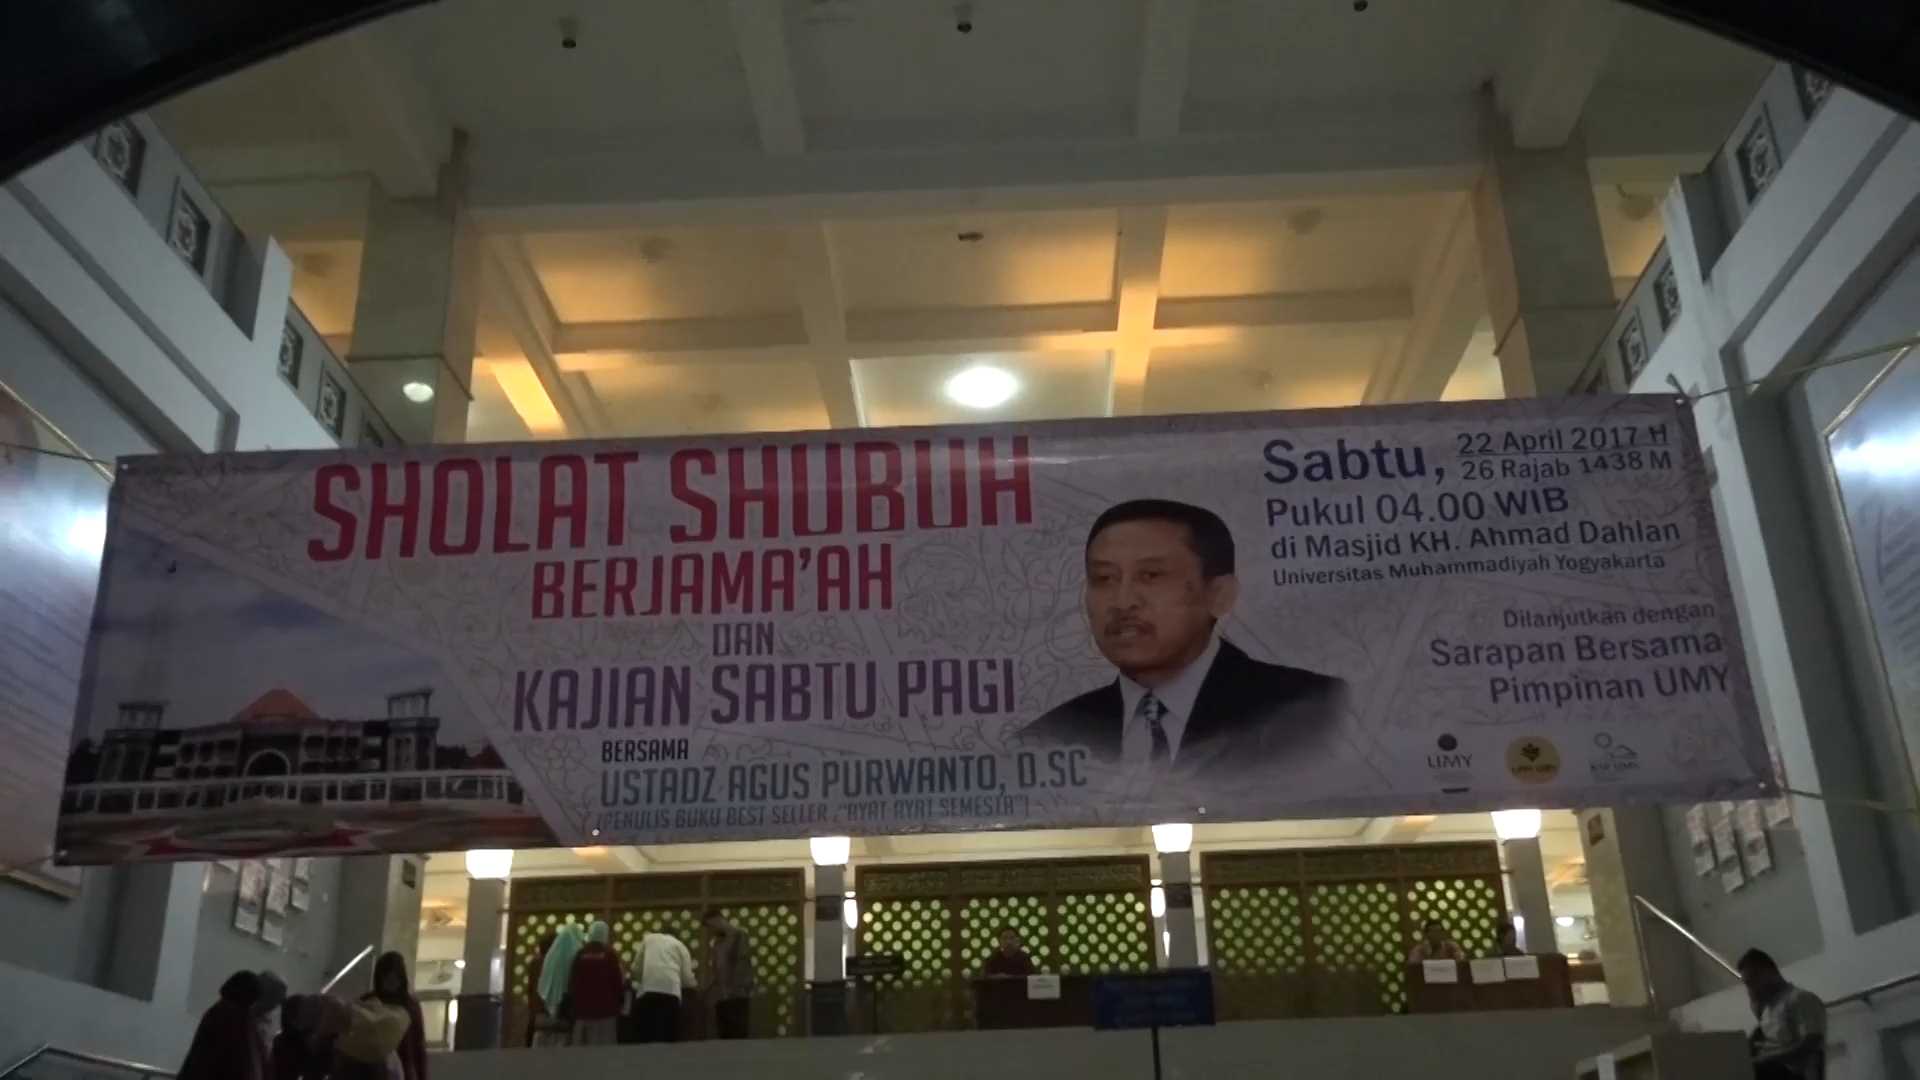 SHOLAT SHUBUH
BERJAMA'AH
DAN
KAJIAN SABTU PAGI
BERSAMA
USTADZ AGUS PURWANTO, D.SC
(PENULIS BUKU BEST SELLER "AYAT-AYAT SEMESTA")
Sabtu, 22 April 2017 H
26 Rajab 1438 M
Pukul 04.00 WIB
di Masjid KH. Ahmad Dahlan
Universitas Muhammadiyah Yogyakarta
Dilanjutkan dengan
Sarapan Bersama
Pimpinan UMY
UMY